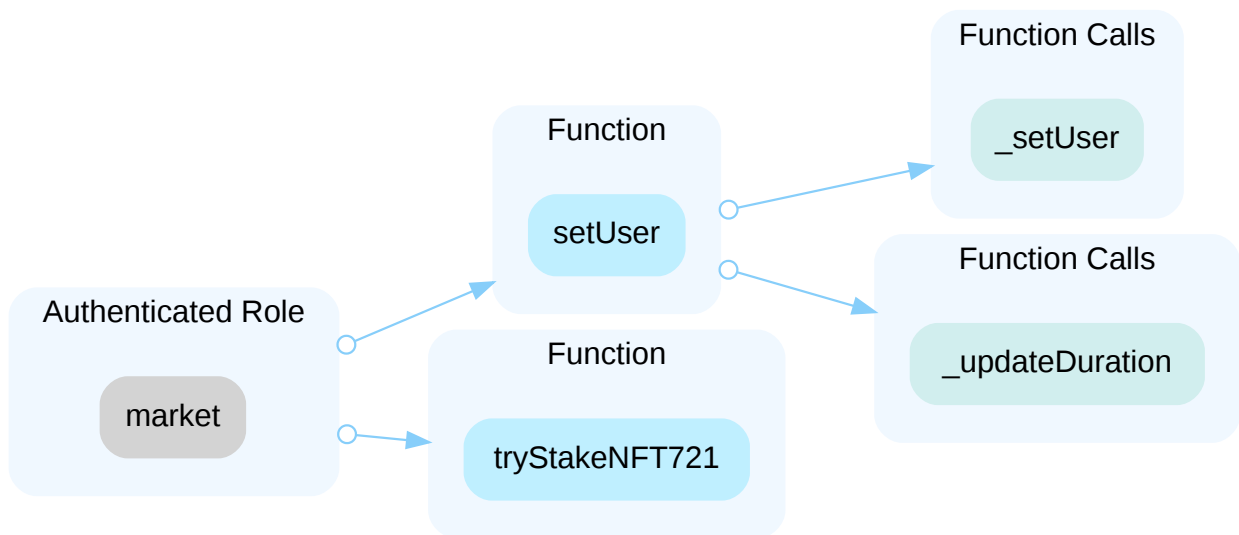 Authenticated Role
market
Function
setUser
Function
tryStakeNFT721
Function Calls
_setUser
Function Calls
_updateDuration